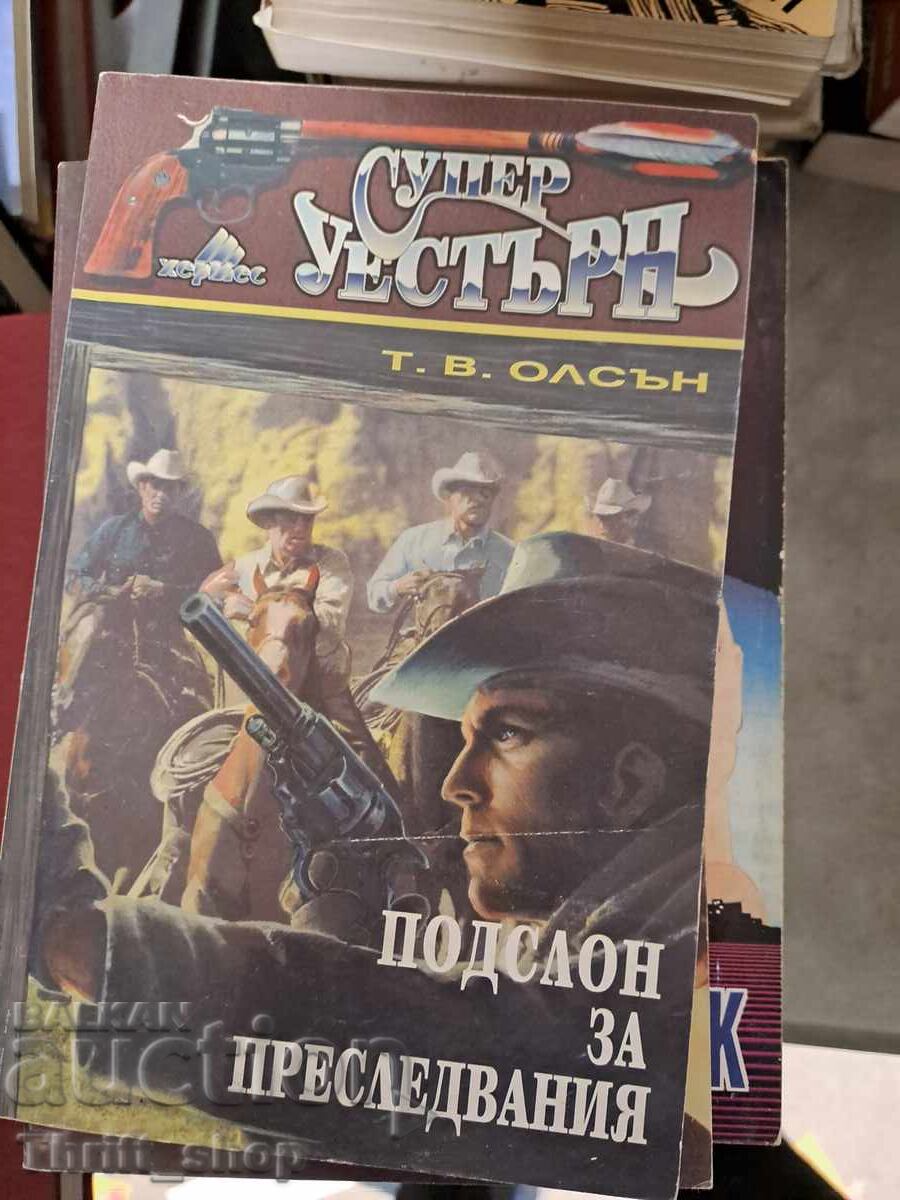 СУПЕР
УЕСТЪРН
хермес
Т. В. ОЛСЪН
ПОДСЛОН
ЗА
ПРЕСЛЕДВАНИЯ
К
BALKAN
auction
Thrift_shop